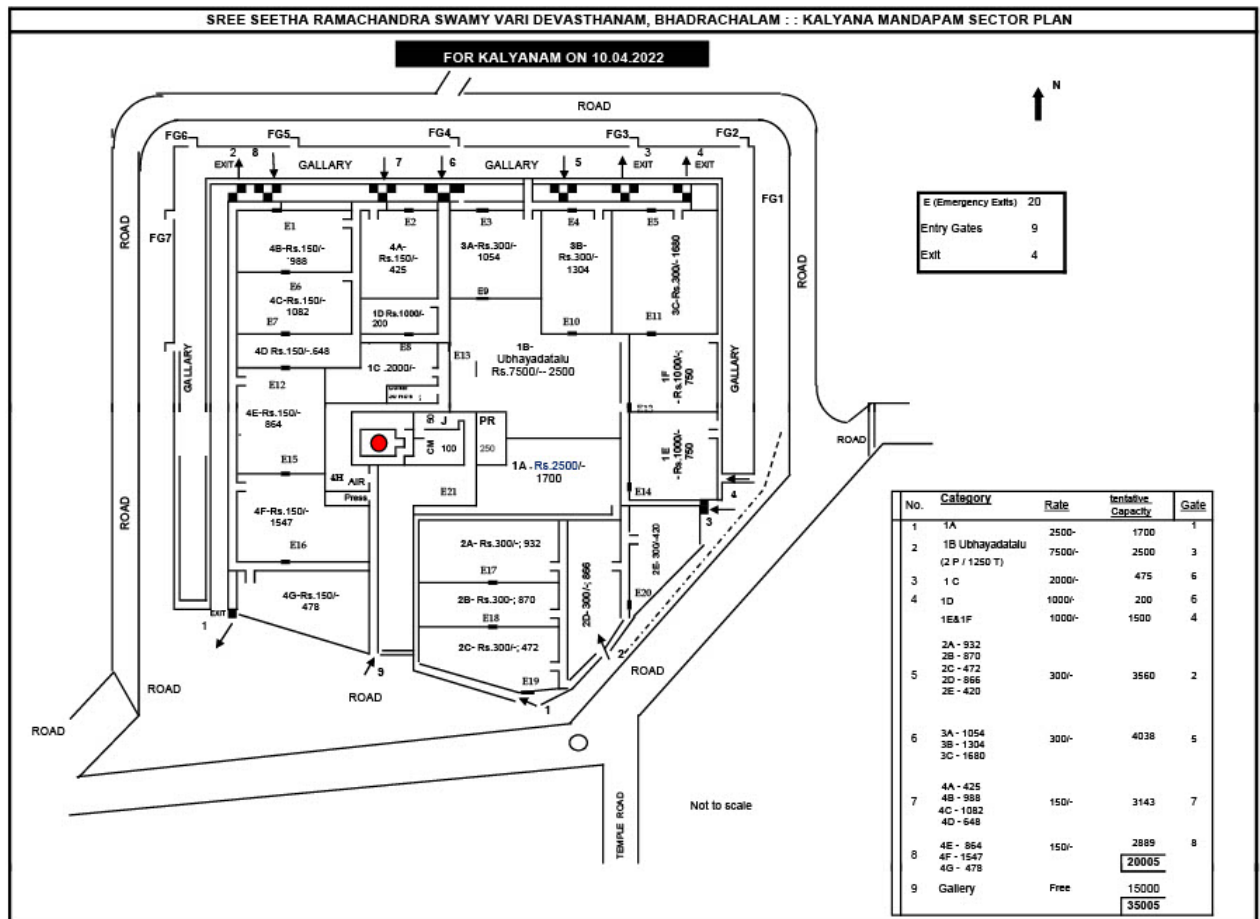 SREE SEETHA RAMACHANDRA SWAMY VARI DEVASTHANAM, BHADRACHALAM : : KALYANA MANDAPAM SECTOR PLAN
FOR KALYANAM ON 10.04.2022
N
ROAD
FG6
FG5
FG4
FG3
FG2
2
8
7
6
5
3
4
EXIT
GALLARY
GALLARY
EXIT
EXIT
FG1
FG7
ROAD
ROAD
GALLARY
GALLARY
E1
4B-Rs.150/-
988
E2
4A-
Rs.150/-
425
E3
3A-Rs.300/-
1054
E4
3B-
Rs.300/-
1304
E5
3C-Rs.300/- 1680
E6
4C-Rs.150/-
1082
E7
1D Rs.1000/-
200
E9
E10
E11
4D Rs.150/-.648
E8
1C .2000/-
E13
1B-
Ubhayadatalu
Rs.7500/-- 2500
1F
- Rs.1000/-;
750
E12
4E-Rs.150/-
864
E15
50
J
PR
CM
100
250
1A - Rs.2500/-
1700
1E
- Rs.1000/-
750
E14
4
3
ROAD
4H
AIR
Press
E21
4F-Rs.150/-
1547
E16
2A- Rs.300/-; 932
E17
2B- Rs.300-; 870
E18
2C- Rs.300/-; 472
E19
2D- 300/-; 866
2E- 300/-420
E20
4G-Rs.150/-
478
EXIT
1
9
2
1
ROAD
ROAD
ROAD
ROAD
ROAD
TEMPLE ROAD
Not to scale
E (Emergency Exits) 20
Entry Gates 9
Exit 4
No. Category Rate tentative Capacity Gate
1 1A 2500- 1700 1
2 1B Ubhayadatalu 7500/- 2500 3
(2 P / 1250 T)
3 1 C 2000/- 475 6
4 1D 1000/- 200 6
1E&1F 1000/- 1500 4
2A - 932
2B - 870
2C - 472
5 2D - 866 300/- 3560 2
2E - 420
3A - 1054
6 3B - 1304 300/- 4038 5
3C - 1680
4A - 425
4B - 988
7 4C - 1082 150/- 3143 7
4D - 648
4E - 864 150/- 2889 8
8 4F - 1547
4G - 478 20005
9 Gallery Free 15000
35005